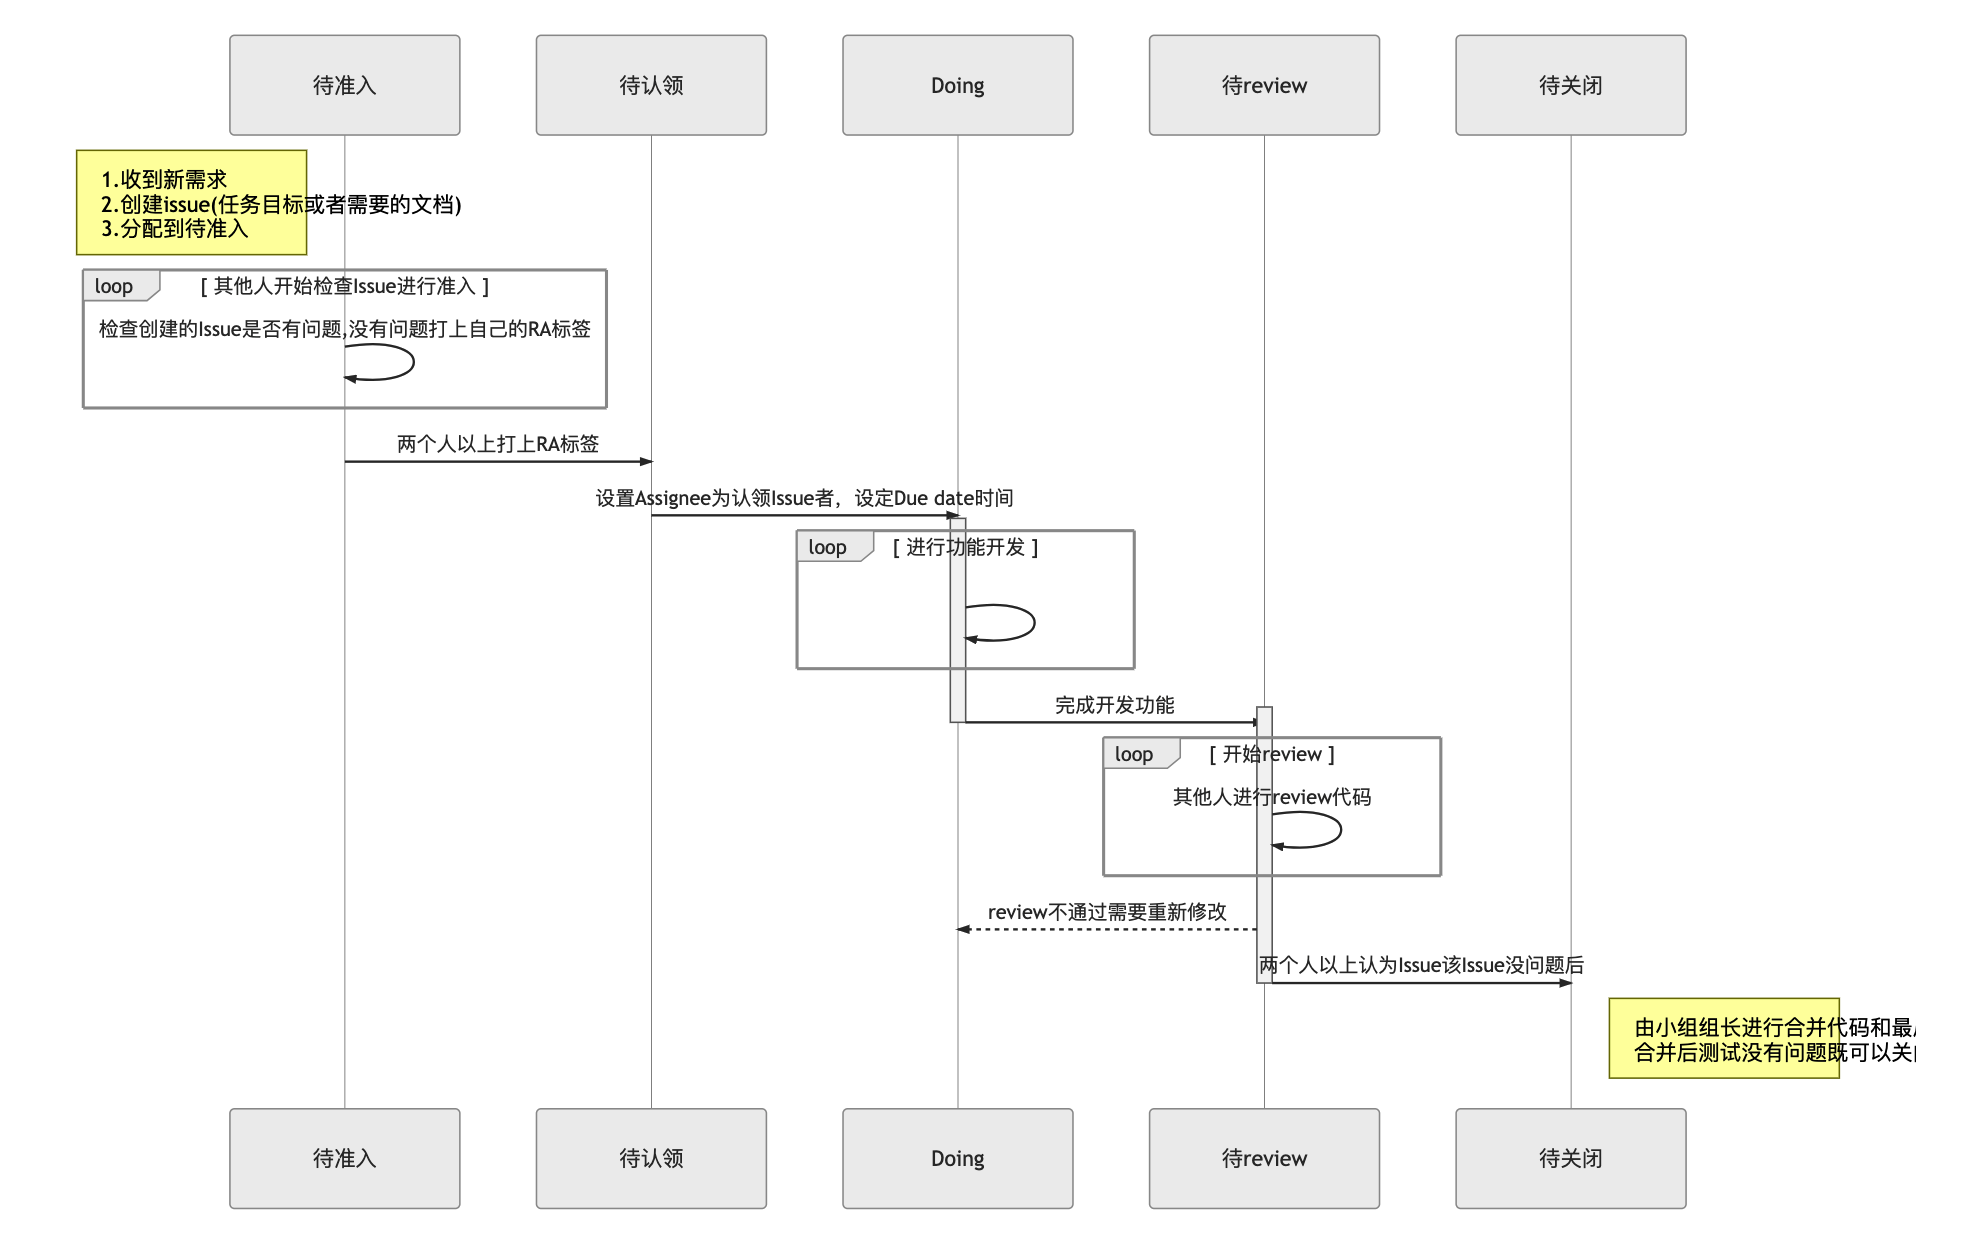 待准入
待认领
Doing
待review
待关闭
1.收到新需求
2.创建issue(任务目标或者需要的文档)
3.分配到待准入
loop
[ 其他人开始检查Issue进行准入 ]
检查创建的Issue是否有问题,没有问题打上自己的RA标签
两个人以上打上RA标签
设置Assignee为认领Issue者，设定Due date时间
loop
[ 进行功能开发 ]
完成开发功能
loop
[ 开始review ]
其他人进行review代码
review不通过需要重新修改
两个人以上认为Issue该Issue没问题后
由小组组长进行合并代码和最
合并后测试没有问题既可以关
待准入
待认领
Doing
待review
待关闭